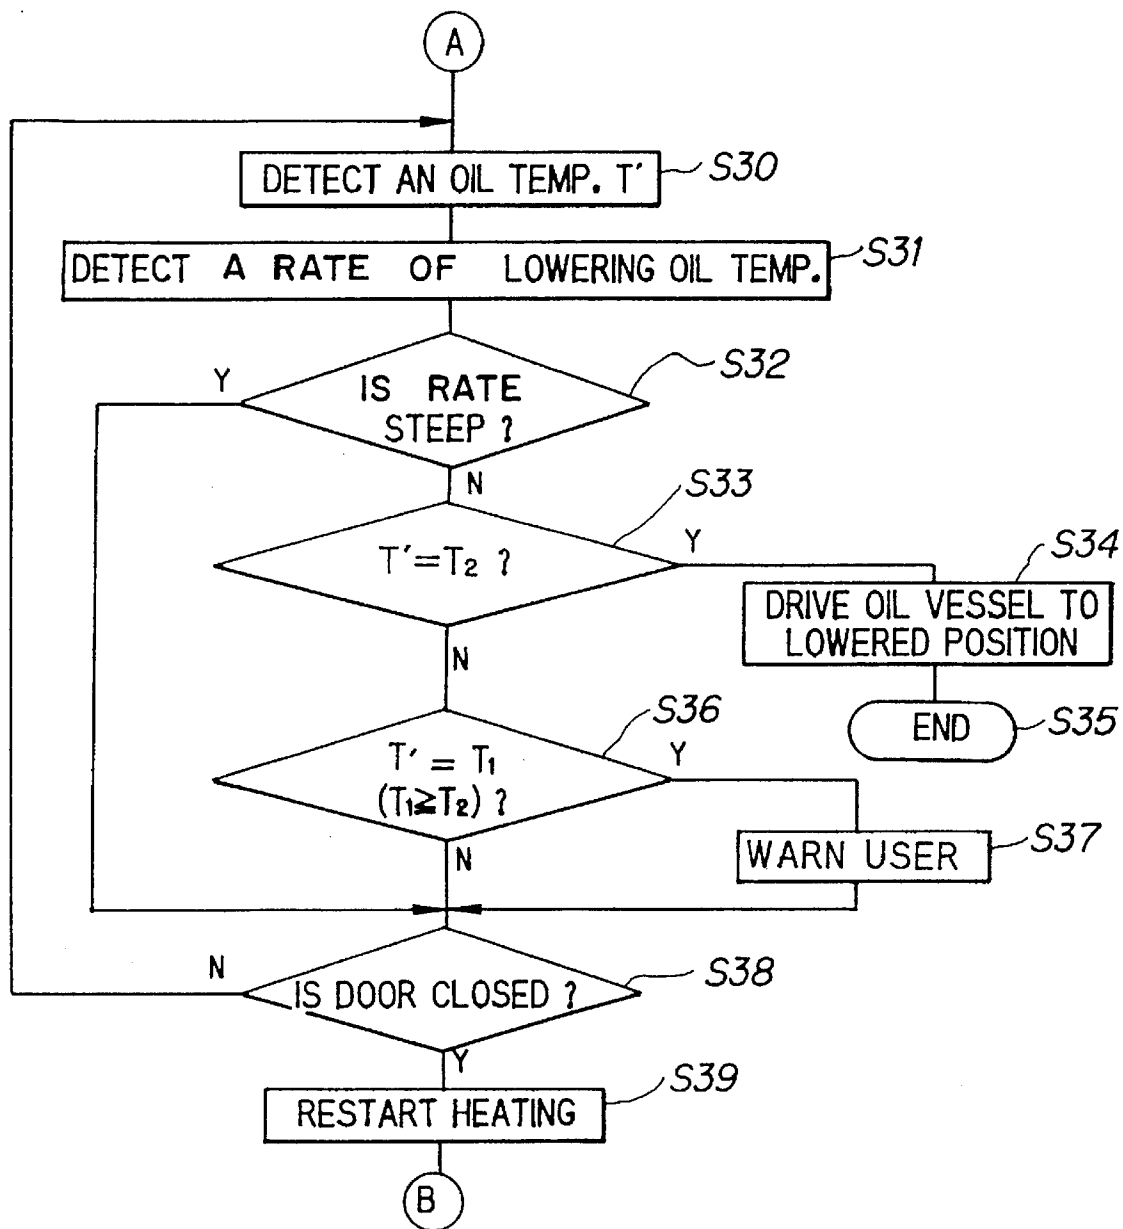 A
DETECT AN OIL TEMP. T′
S30
DETECT A RATE OF LOWERING OIL TEMP.
S31
IS RATE
STEEP ?
S32
Y
N
T′=T₂ ?
S33
Y
N
DRIVE OIL VESSEL TO
LOWERED POSITION
S34
END
S35
T′ = T₁
(T₁≧T₂) ?
S36
Y
N
WARN USER
S37
IS DOOR CLOSED ?
S38
N
Y
RESTART HEATING
S39
B